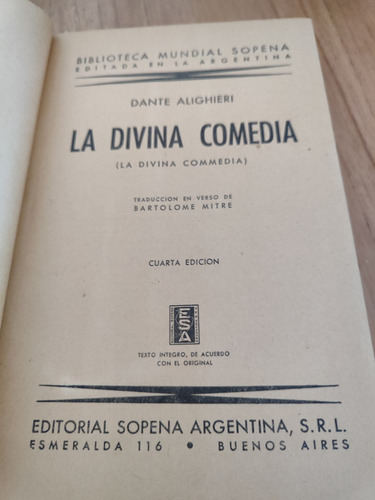 BIBLIOTECA MUNDIAL SOPENA
EDITADA EN LA ARGENTINA
DANTE ALIGHIERI
LA DIVINA COMEDIA
(LA DIVINA COMMEDIA)
TRADUCCION EN VERSO DE
BARTOLOME MITRE
CUARTA EDICION
ESA
TEXTO INTEGRO, DE ACUERDO
CON EL ORIGINAL
EDITORIAL SOPENA ARGENTINA, S.R.L.
ESMERALDA 116 • BUENOS AIRES